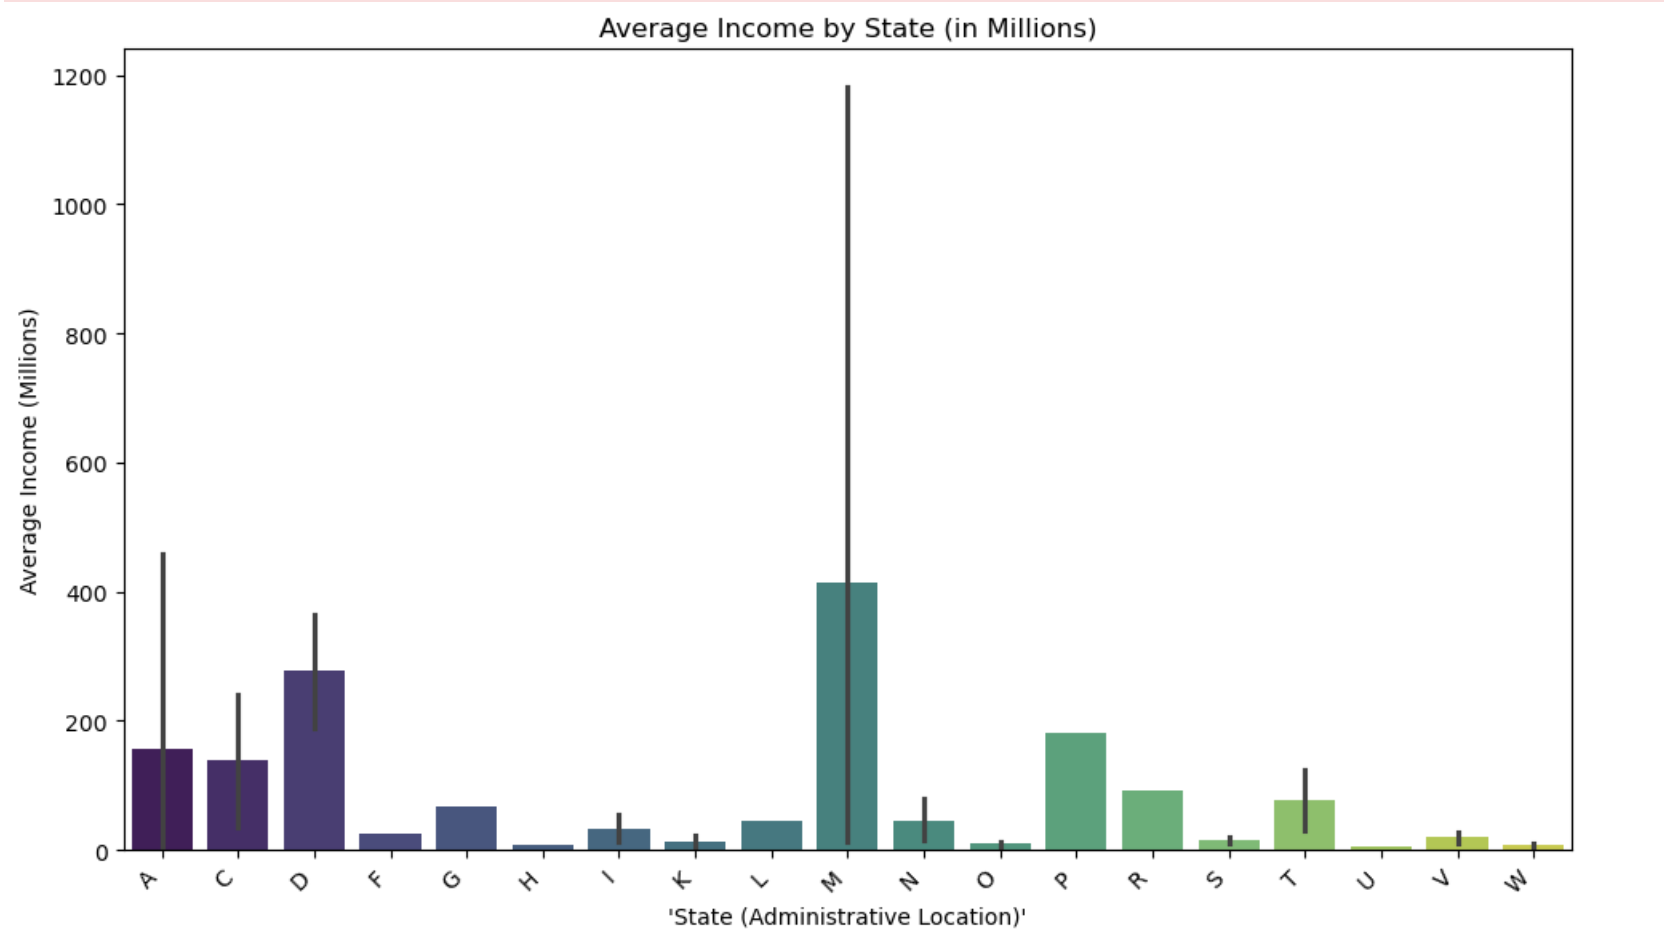 Average Income by State (in Millions)
1200
1000
800
600
400
200
0
Average Income (Millions)
A C D F G H I K L M N O P R S T U V W
'State (Administrative Location)'